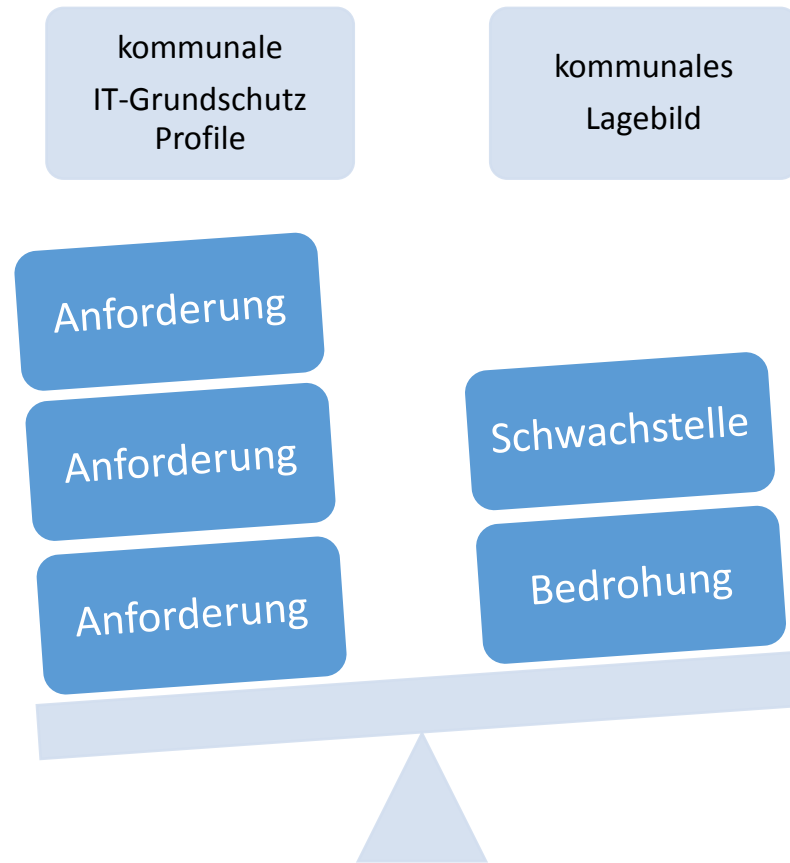 kommunale
IT-Grundschutz
Profile
kommunales
Lagebild
Anforderung
Anforderung
Anforderung
Schwachstelle
Bedrohung